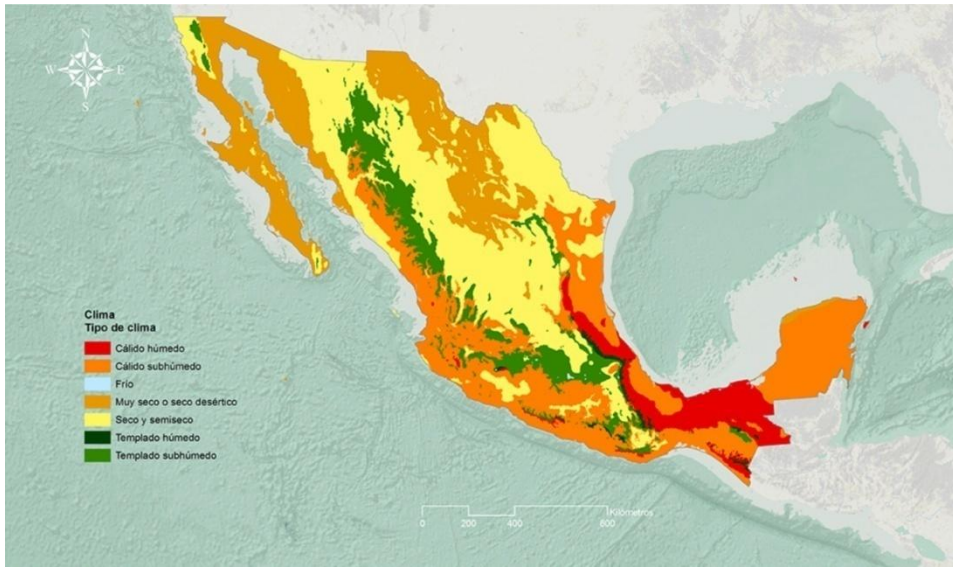 N
W
E
S
Clima
Tipo de clima
Cálido húmedo
Cálido subhúmedo
Frío
Muy seco o seco desértico
Seco y semiseco
Templado húmedo
Templado subhúmedo
Kilómetros
0 200 400 800